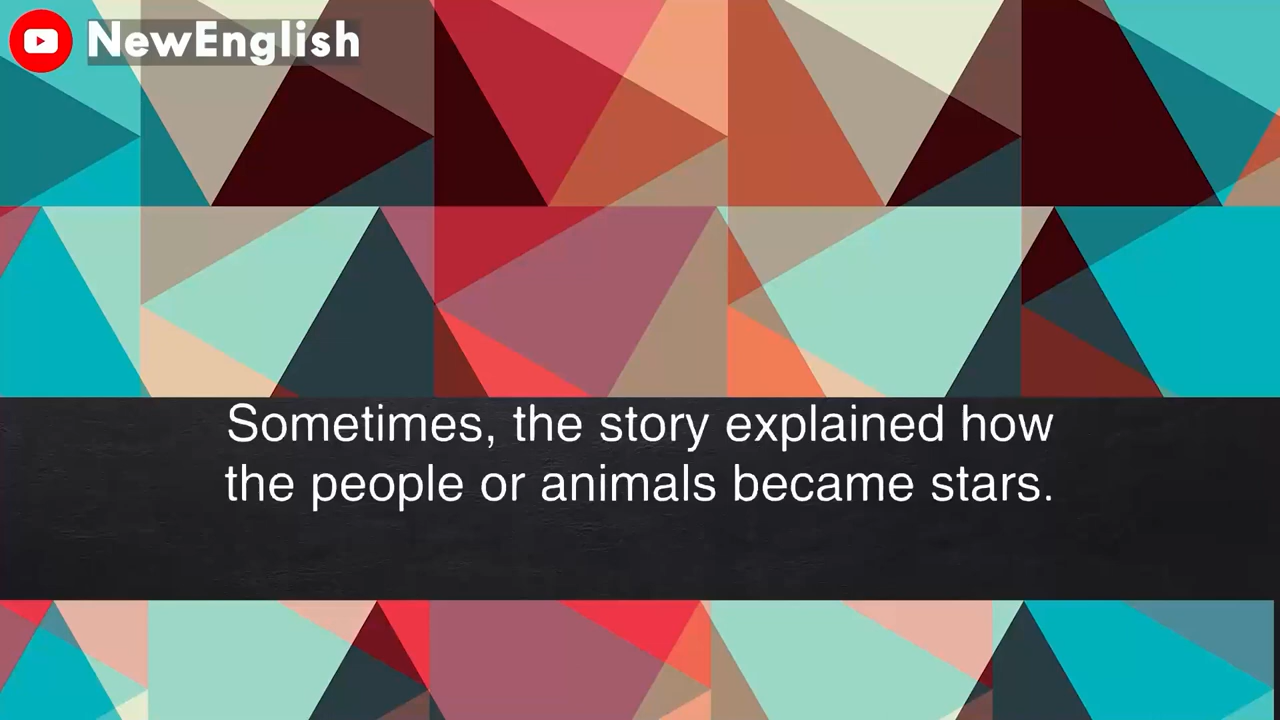 NewEnglish
Sometimes, the story explained how
the people or animals became stars.